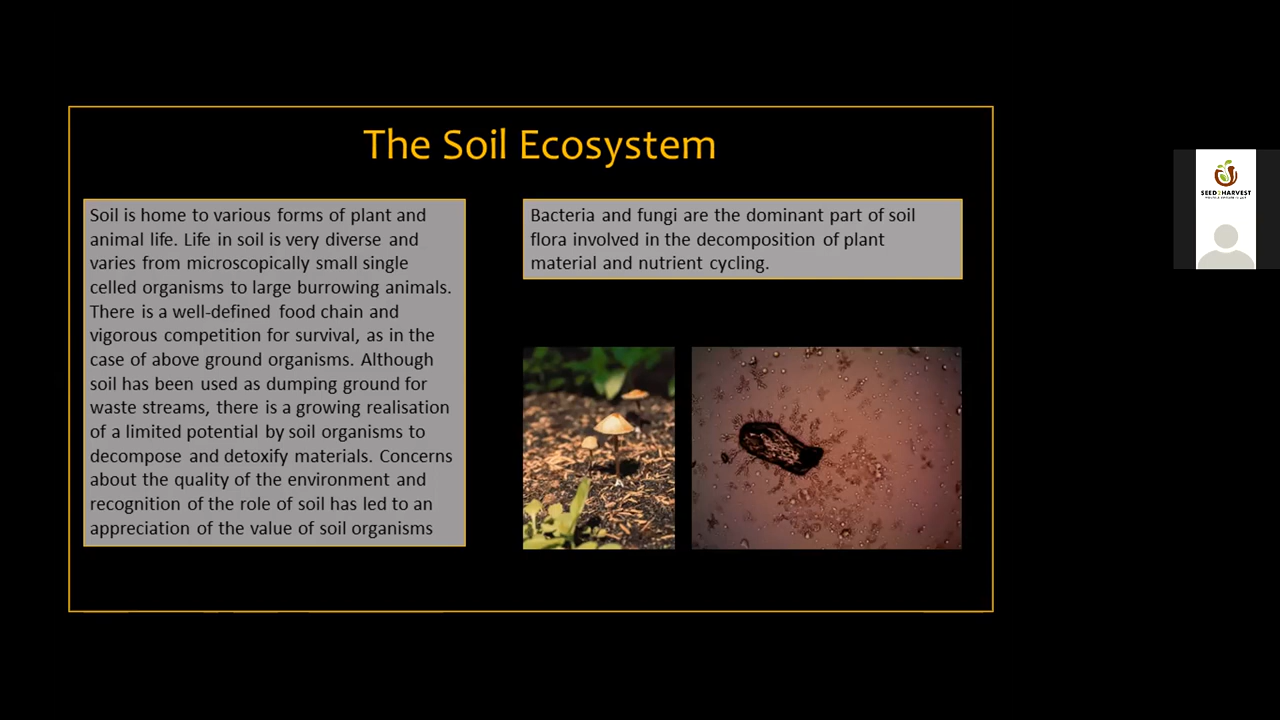 The Soil Ecosystem
Soil is home to various forms of plant and
animal life. Life in soil is very diverse and
varies from microscopically small single
celled organisms to large burrowing animals.
There is a well-defined food chain and
vigorous competition for survival, as in the
case of above ground organisms. Although
soil has been used as dumping ground for
waste streams, there is a growing realisation
of a limited potential by soil organisms to
decompose and detoxify materials. Concerns
about the quality of the environment and
recognition of the role of soil has led to an
appreciation of the value of soil organisms
Bacteria and fungi are the dominant part of soil
flora involved in the decomposition of plant
material and nutrient cycling.
SEED2HARVEST